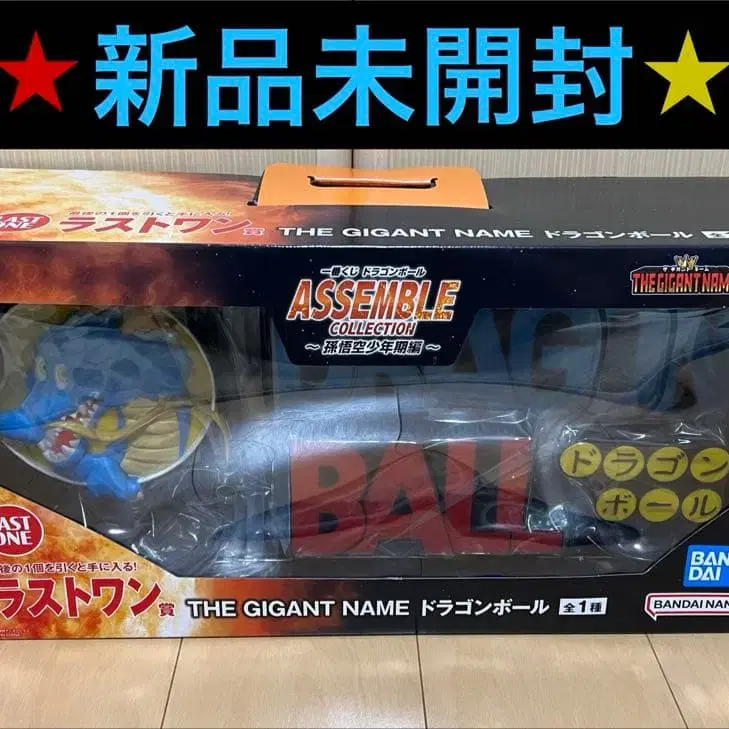 ★新品未開封★
LAST ONE
最後の1個を引くと手に入る!
ラストワン賞
THE GIGANT NAME ドラゴンボール
一番くじ ドラゴンボール
ASSEMBLE
COLLECTION
～孫悟空少年期編～
THE GIGANT NAME
DRAGON
BALL
ドラゴン
ボール
LAST
ONE
最後の1個を引くと手に入る!
ラストワン賞
THE GIGANT NAME ドラゴンボール 全1種
BAN
DAI
BANDAI NAM